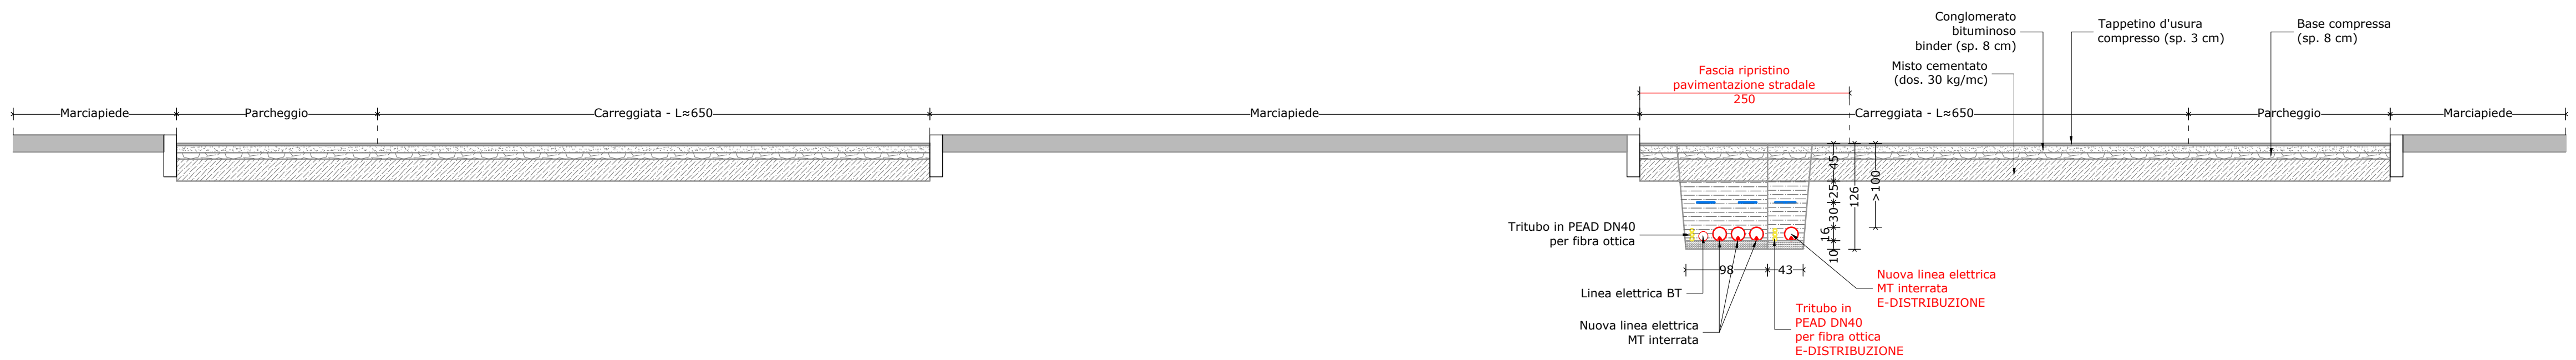 Conglomerato
bituminoso
binder (sp. 8 cm)
Tappetino d'usura
compresso (sp. 3 cm)
Base compressa
(sp. 8 cm)
Misto cementato
(dos. 30 kg/mc)
Fascia ripristino
pavimentazione stradale
250
Marciapiede
Parcheggio
Carreggiata - L≈650
Marciapiede
Carreggiata - L≈650
Parcheggio
Marciapiede
45
25
30
16
10
126
>100
Tritubo in PEAD DN40
per fibra ottica
98
43
Linea elettrica BT
Nuova linea elettrica
MT interrata
Nuova linea elettrica
MT interrata
E-DISTRIBUZIONE
Tritubo in
PEAD DN40
per fibra ottica
E-DISTRIBUZIONE